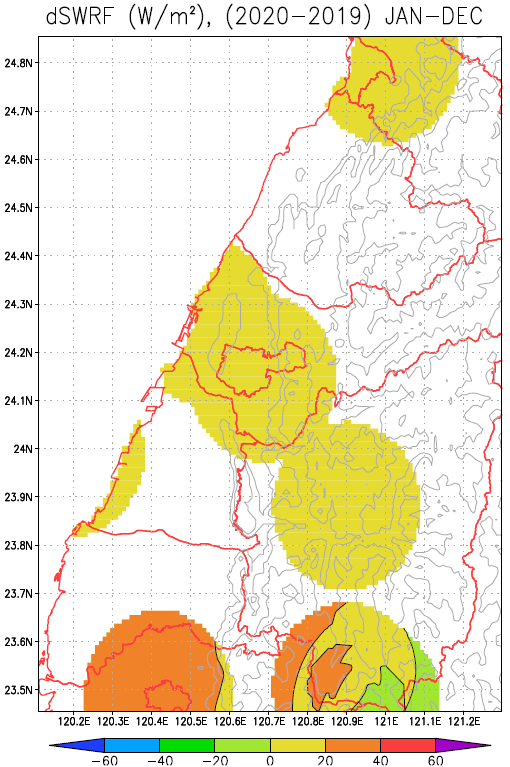 dSWRF (W/m²), (2020−2019) JAN−DEC
24.8N
24.7N
24.6N
24.5N
24.4N
24.3N
24.2N
24.1N
24N
23.9N
23.8N
23.7N
23.6N
23.5N
120.2E 120.3E 120.4E 120.5E 120.6E 120.7E 120.8E 120.9E 121E 121.1E 121.2E
−60 −40 −20 0 20 40 60